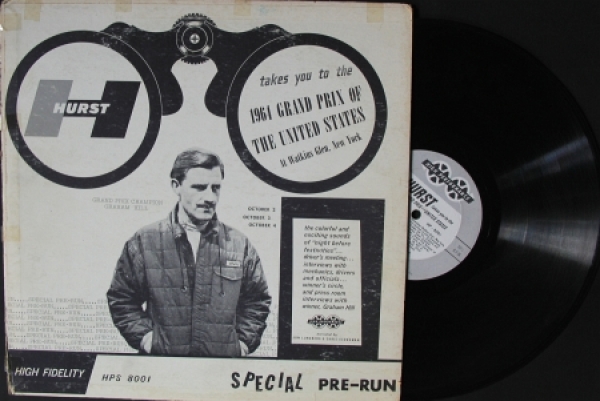 HURST
takes you to the
1964 GRAND PRIX OF
THE UNITED STATES
At Watkins Glen, New York
GRAND PRIX CHAMPION
GRAHAM HILL
OCTOBER 2
OCTOBER 3
OCTOBER 4
the colorful and
exciting sounds
of "night before
festivities"...
driver's meeting...
interviews with
mechanics, drivers
and officials...
winner's circle,
and press room
interviews with
winner, Graham Hill
HIGH FIDELITY
HPS 8001
SPECIAL PRE-RUN
HURST